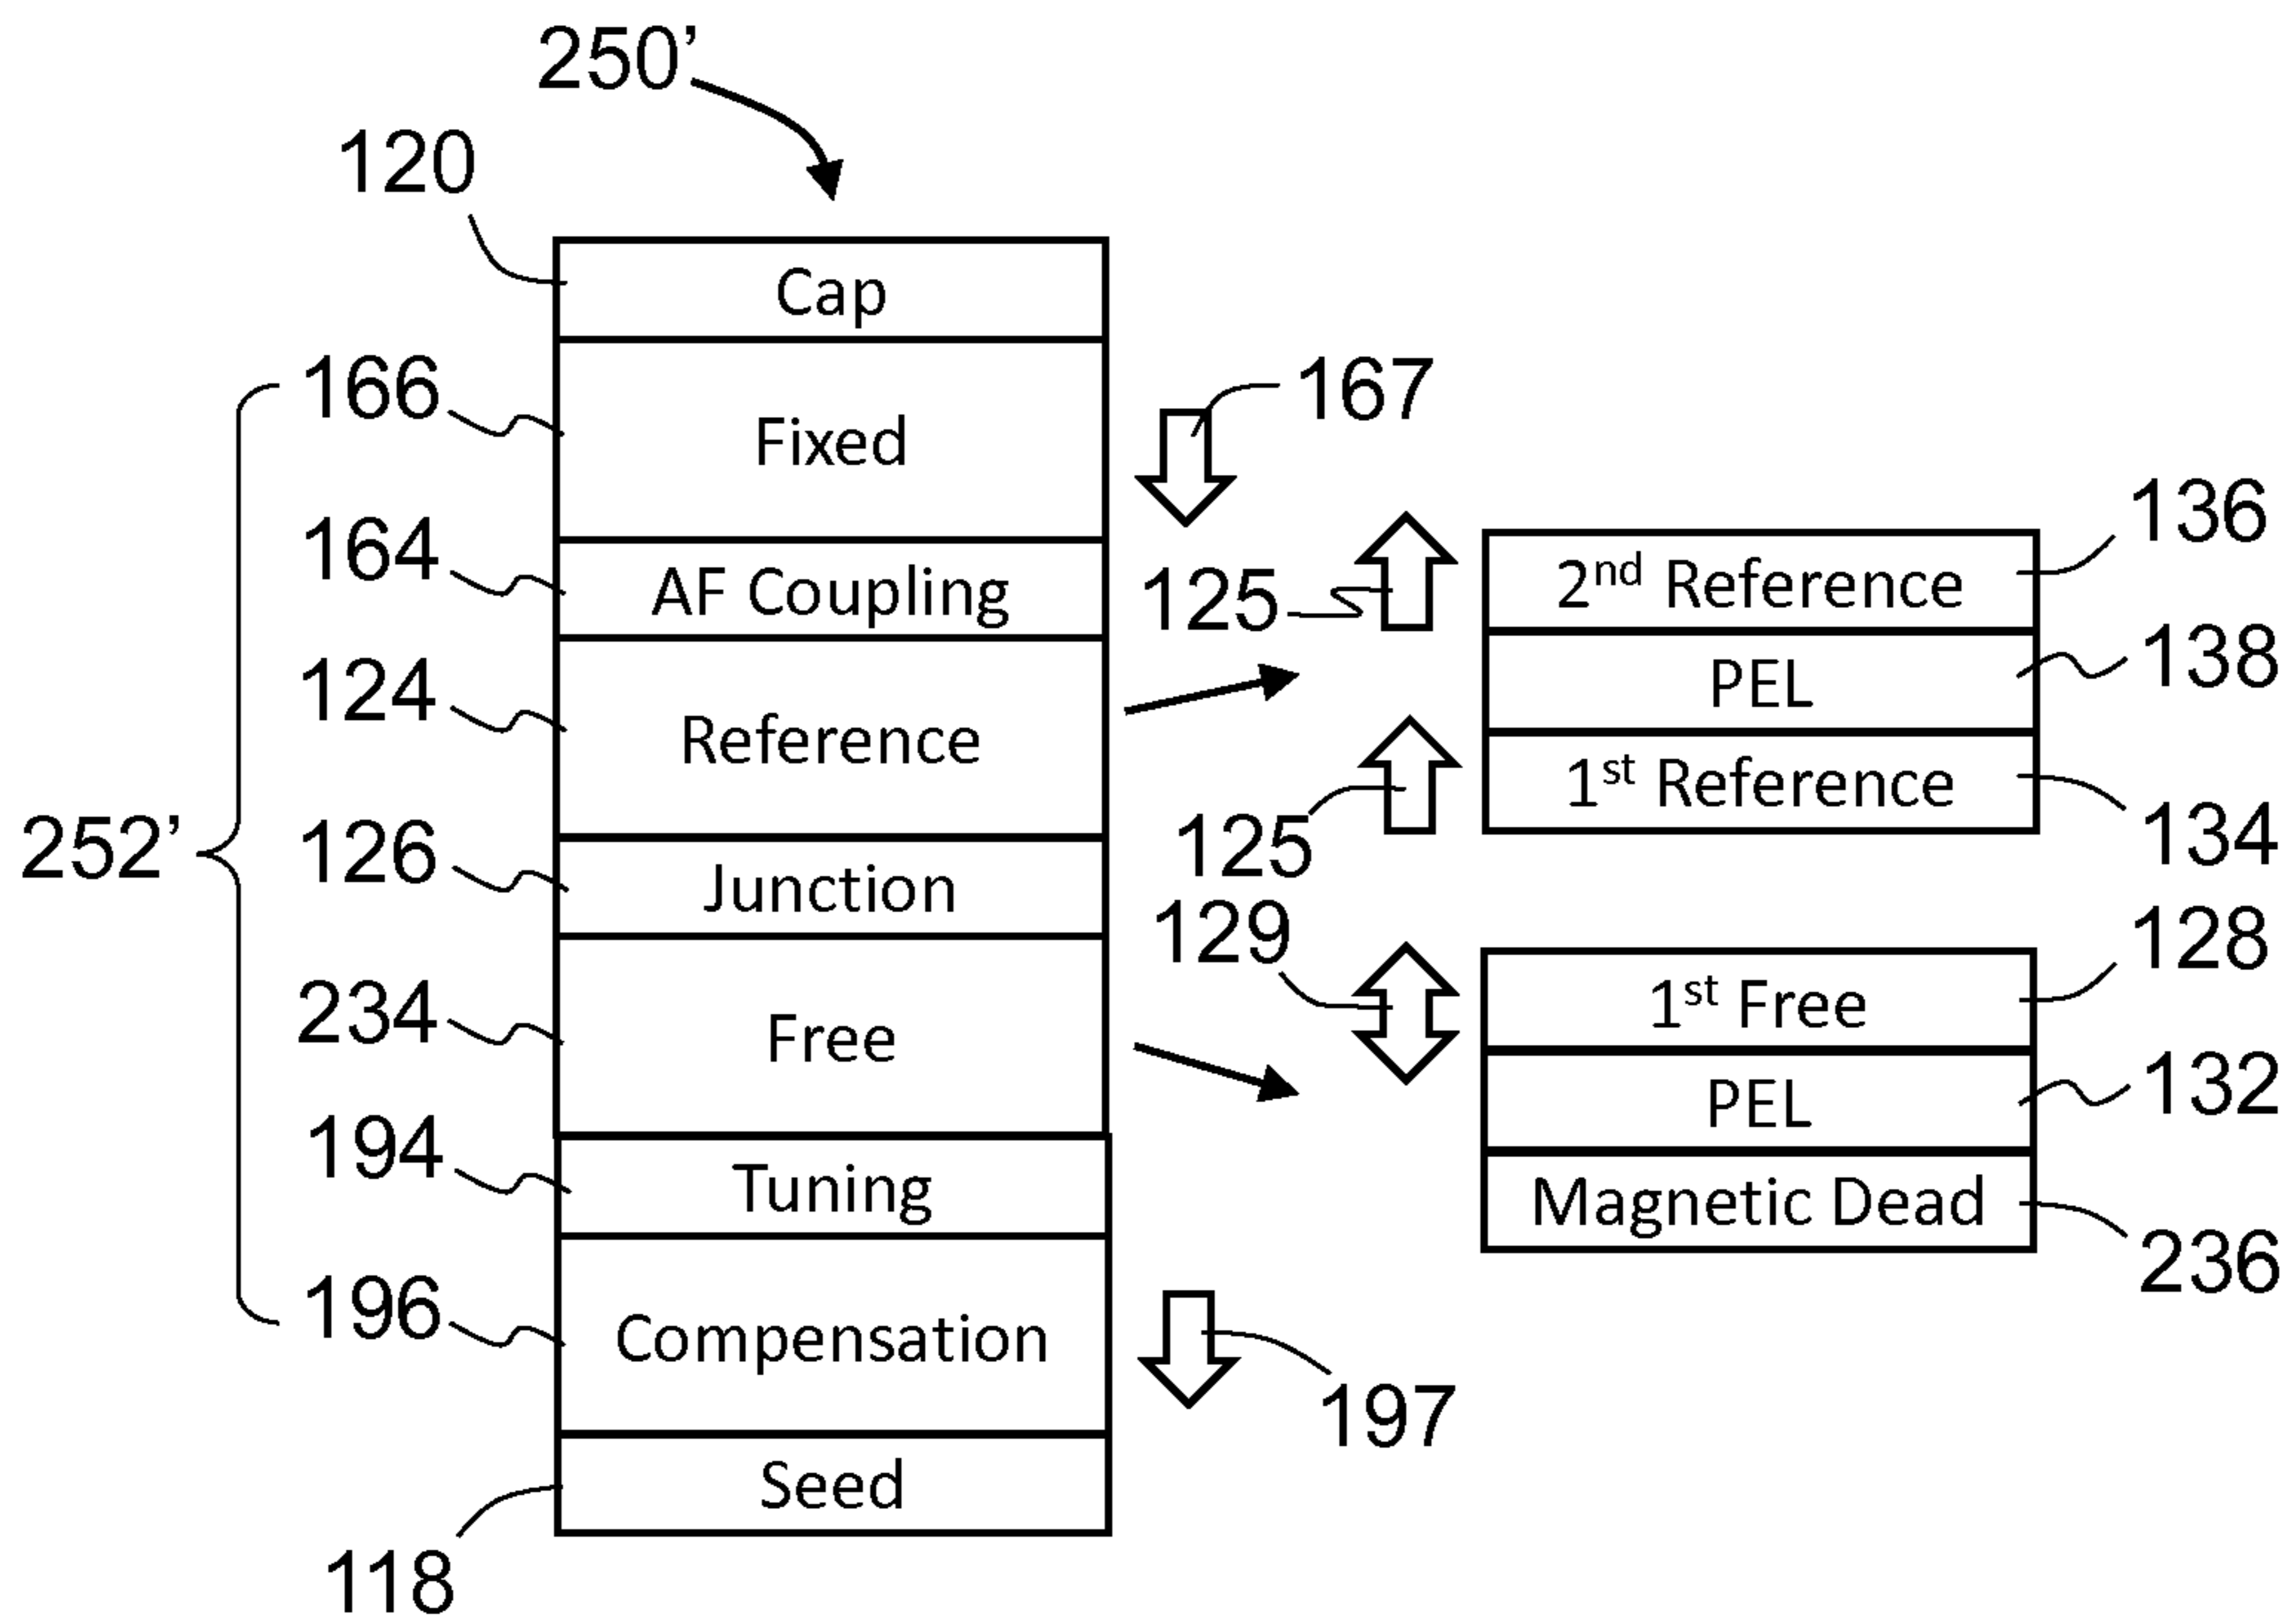 250’
120
Cap
166
Fixed
167
164
AF Coupling
125
2nd Reference
136
124
Reference
PEL
138
125
1st Reference
134
252’
126
Junction
129
1st Free
128
234
Free
PEL
132
194
Tuning
Magnetic Dead
236
196
Compensation
197
Seed
118